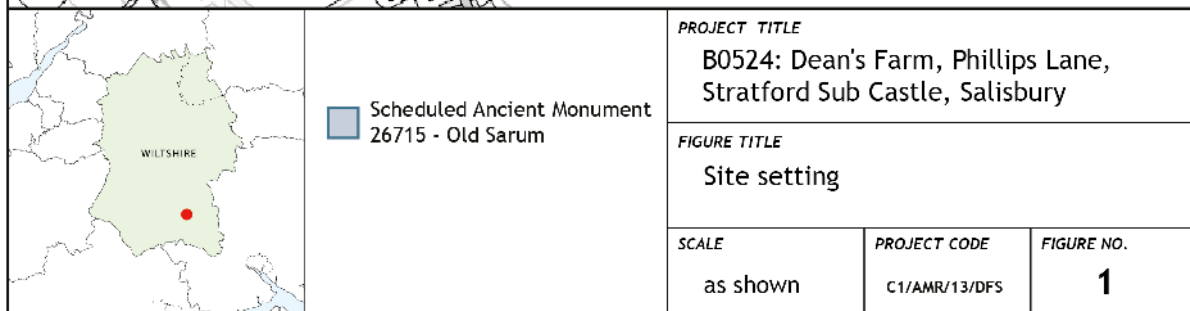 WILTSHIRE
Scheduled Ancient Monument
26715 - Old Sarum
PROJECT TITLE
B0524: Dean's Farm, Phillips Lane,
Stratford Sub Castle, Salisbury
FIGURE TITLE
Site setting
SCALE
as shown
PROJECT CODE
C1/AMR/13/DFS
FIGURE NO.
1